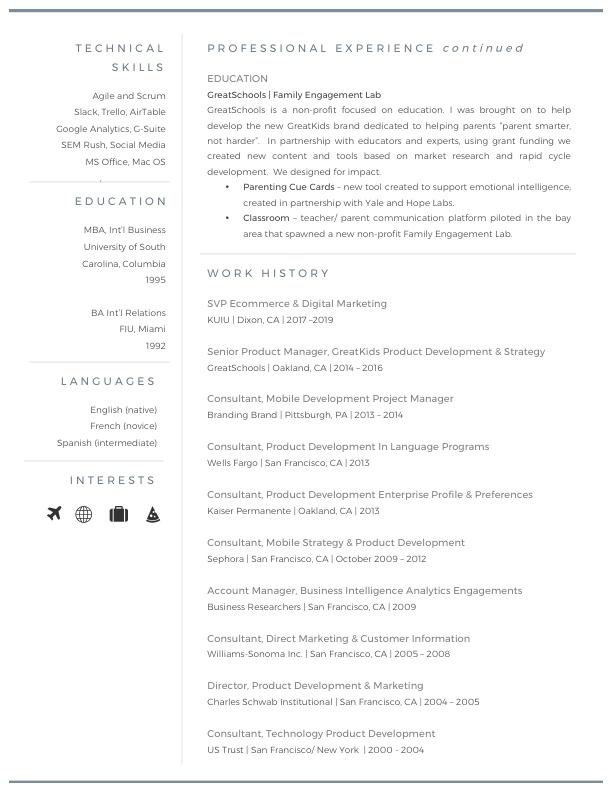 TECHNICAL
SKILLS
Agile and Scrum
Slack, Trello, AirTable
Google Analytics, G-Suite
SEM Rush, Social Media
MS Office, Mac OS
EDUCATION
MBA, Int'l Business
University of South
Carolina, Columbia
1995
BA Int'l Relations
FIU, Miami
1992
LANGUAGES
English (native)
French (novice)
Spanish (intermediate)
INTERESTS
PROFESSIONAL EXPERIENCE continued
EDUCATION
GreatSchools | Family Engagement Lab
GreatSchools is a non-profit focused on education. I was brought on to help
develop the new GreatKids brand dedicated to helping parents "parent smarter,
not harder". In partnership with educators and experts, using grant funding we
created new content and tools based on market research and rapid cycle
development. We designed for impact.
• Parenting Cue Cards – new tool created to support emotional intelligence;
created in partnership with Yale and Hope Labs.
• Classroom – teacher/ parent communication platform piloted in the bay
area that spawned a new non-profit Family Engagement Lab.
WORK HISTORY
SVP Ecommerce & Digital Marketing
KUIU | Dixon, CA | 2017 –2019
Senior Product Manager, GreatKids Product Development & Strategy
GreatSchools | Oakland, CA | 2014 – 2016
Consultant, Mobile Development Project Manager
Branding Brand | Pittsburgh, PA | 2013 – 2014
Consultant, Product Development In Language Programs
Wells Fargo | San Francisco, CA | 2013
Consultant, Product Development Enterprise Profile & Preferences
Kaiser Permanente | Oakland, CA | 2013
Consultant, Mobile Strategy & Product Development
Sephora | San Francisco, CA | October 2009 – 2012
Account Manager, Business Intelligence Analytics Engagements
Business Researchers | San Francisco, CA | 2009
Consultant, Direct Marketing & Customer Information
Williams-Sonoma Inc. | San Francisco, CA | 2005 – 2008
Director, Product Development & Marketing
Charles Schwab Institutional | San Francisco, CA | 2004 – 2005
Consultant, Technology Product Development
US Trust | San Francisco/ New York | 2000 - 2004